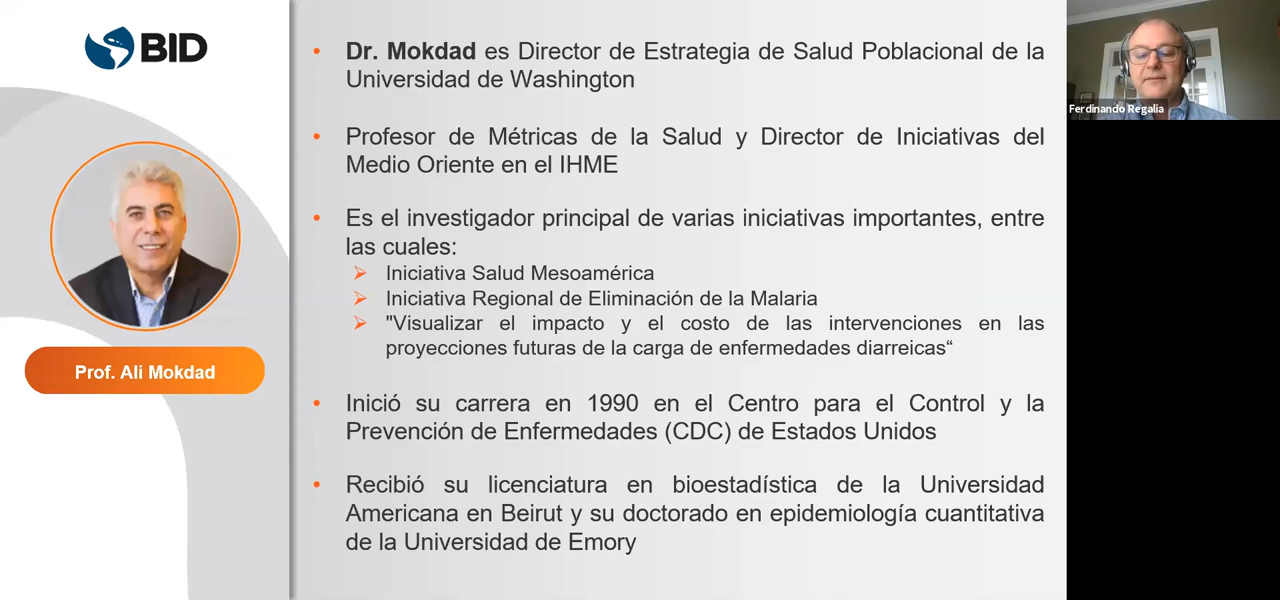 BID
Prof. Ali Mokdad
• Dr. Mokdad es Director de Estrategia de Salud Poblacional de la
Universidad de Washington
• Profesor de Métricas de la Salud y Director de Iniciativas del
Medio Oriente en el IHME
• Es el investigador principal de varias iniciativas importantes, entre
las cuales:
➢ Iniciativa Salud Mesoamérica
➢ Iniciativa Regional de Eliminación de la Malaria
➢ "Visualizar el impacto y el costo de las intervenciones en las
proyecciones futuras de la carga de enfermedades diarreicas“
• Inició su carrera en 1990 en el Centro para el Control y la
Prevención de Enfermedades (CDC) de Estados Unidos
• Recibió su licenciatura en bioestadística de la Universidad
Americana en Beirut y su doctorado en epidemiología cuantitativa
de la Universidad de Emory
Ferdinando Regalia